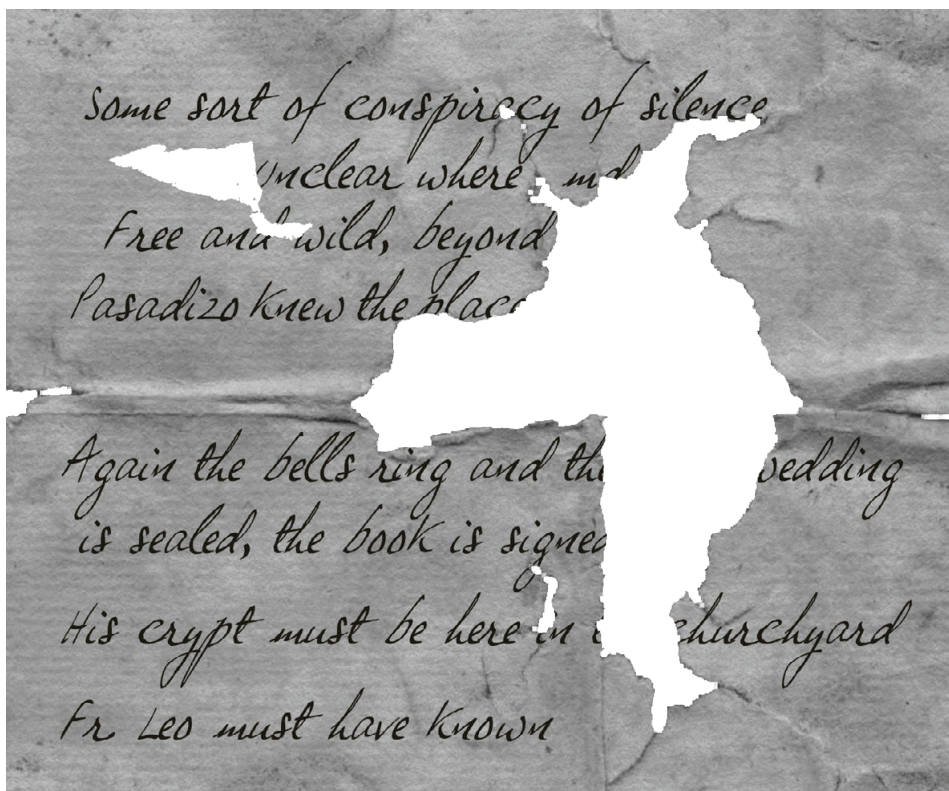 Some sort of conspiracy of silence
unclear where
Free and wild, beyond
Pasadizo knew the place
Again the bells ring and wedding
is sealed, the book is signed
His crypt must be here in churchyard
Fr Leo must have known